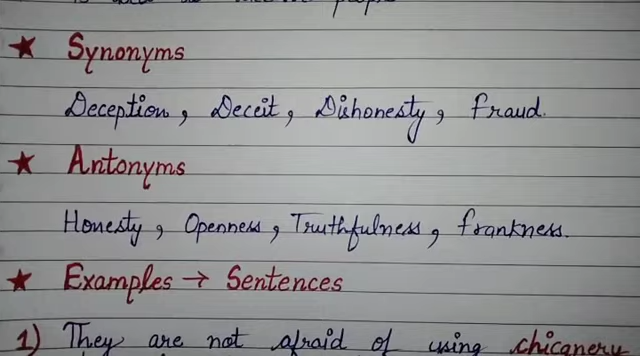 ★ Synonyms
Deception, Deceit, Dishonesty, fraud.
★ Antonyms
Honesty, Openness, Truthfulness, frankness.
★ Examples → Sentences
1) They are not afraid of using chicanery